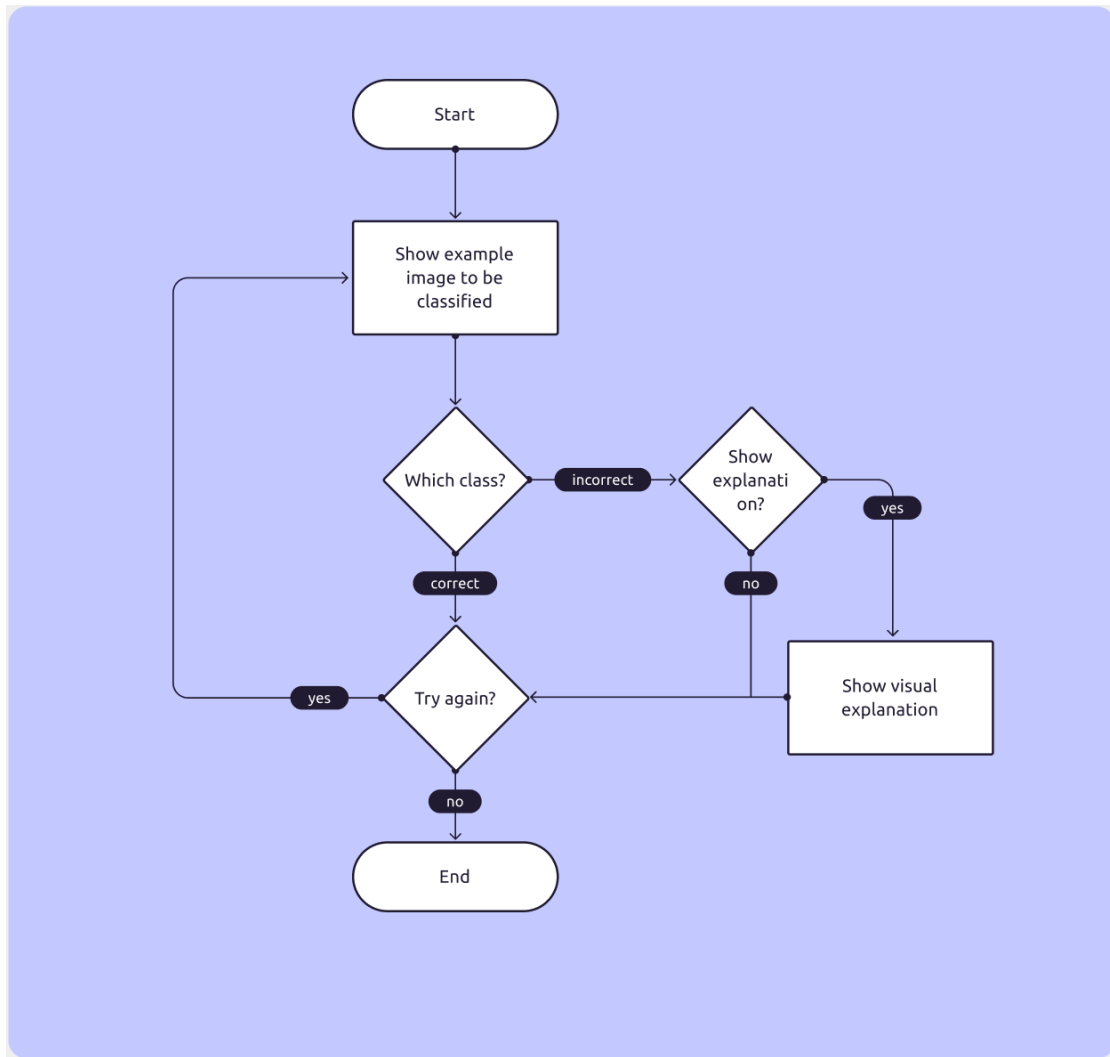 Start
Show example
image to be
classified
Which class?
incorrect
Show
explanati
on?
yes
correct
no
yes
Try again?
Show visual
explanation
no
End